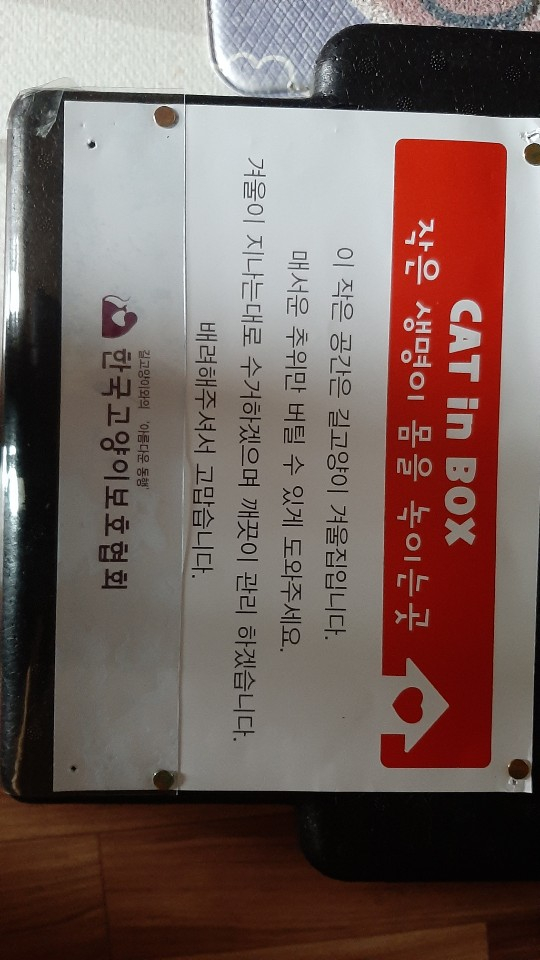 CAT in BOX
작은 생명이 몸을 녹이는곳
이 작은 공간은 길고양이 겨울집입니다.
매서운 추위만 버틸 수 있게 도와주세요.
겨울이 지나는대로 수거하겠으며 깨끗이 관리 하겠습니다.
배려해주셔서 고맙습니다.
길고양이와의 '아름다운 동행'
한국고양이보호협회